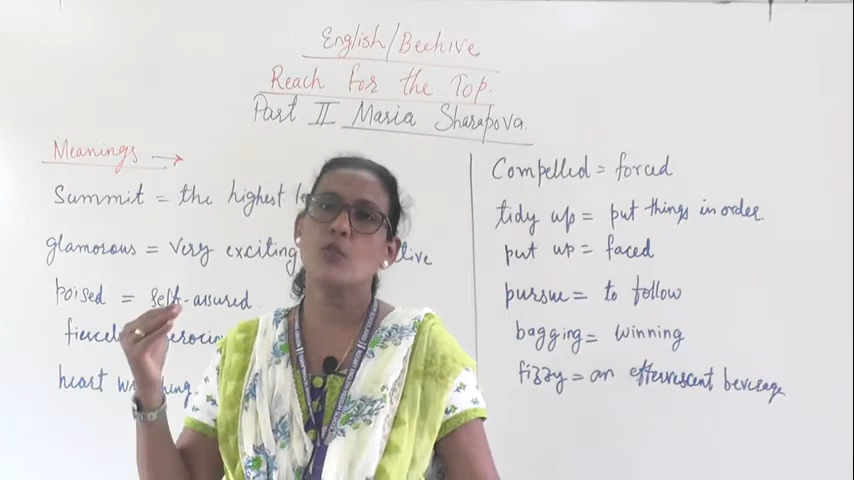 English/Beehive
Reach for the Top.
Part II Maria Sharapova.
Meanings →
Summit = the highest
glamorous = very exciting
poised = self-assured.
heart
Compelled = forced
tidy up = put things in order.
put up = faced
pursue = to follow
bagging = winning
fizzy = an effervescent beverage